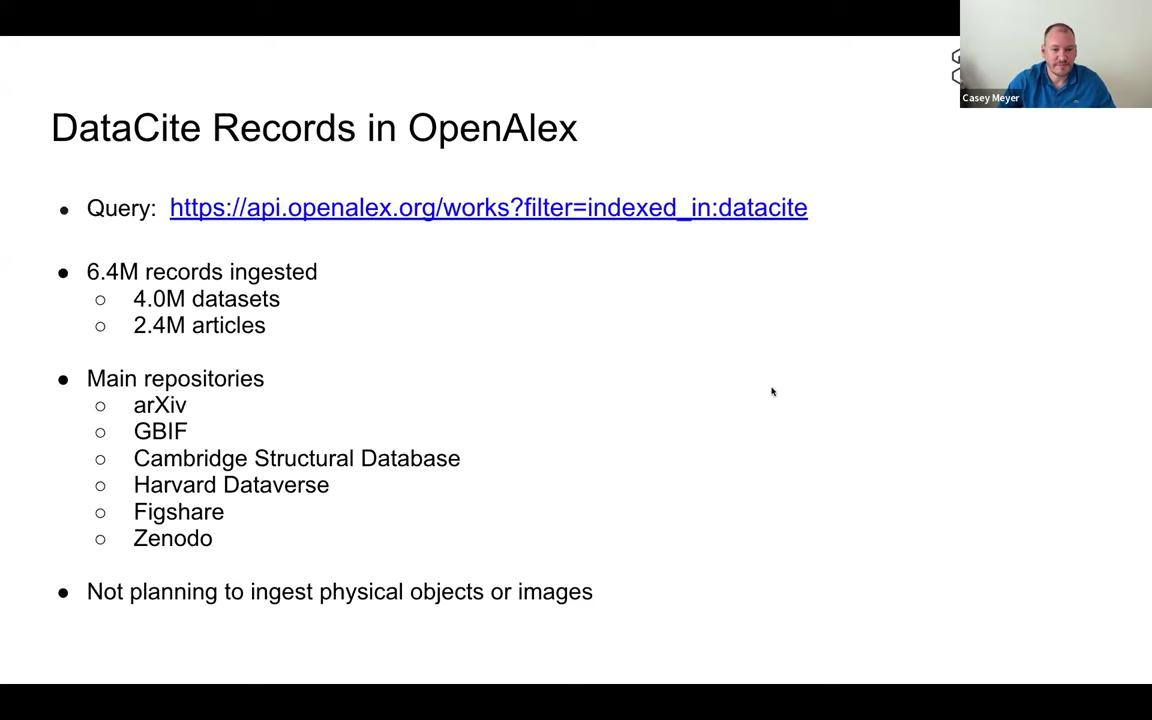 Casey Meyer
DataCite Records in OpenAlex
● Query: https://api.openalex.org/works?filter=indexed_in:datacite
● 6.4M records ingested
○ 4.0M datasets
○ 2.4M articles
● Main repositories
○ arXiv
○ GBIF
○ Cambridge Structural Database
○ Harvard Dataverse
○ Figshare
○ Zenodo
● Not planning to ingest physical objects or images